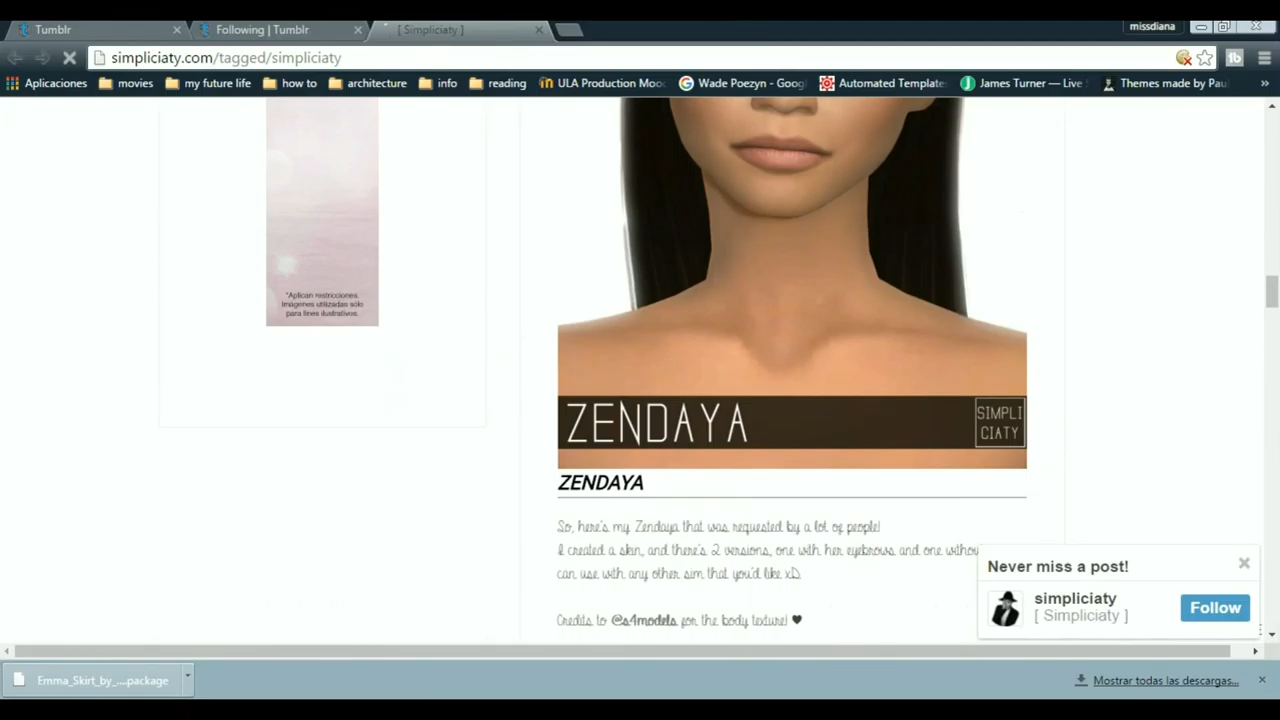 Tumblr
Following | Tumblr
[ Simpliciaty ]
missdiana
simpliciaty.com/tagged/simpliciaty
Aplicaciones
movies
my future life
how to
architecture
info
reading
ULA Production Moo
Wade Poezyn - Goog
Automated Template
James Turner — Live
Themes made by Pau
»
*Aplican restricciones.
Imágenes utilizadas sólo
para fines ilustrativos.
ZENDAYA
SIMPLI
CIATY
ZENDAYA
So, here's my Zendaya that was requested by a lot of people!
I created a skin, and there's 2 versions, one with her eyebrows and one withou
can use with any other sim that you'd like xD.
Credits to @s4models for the body texture! ♥
Never miss a post!
simpliciaty
[ Simpliciaty ]
Follow
Emma_Skirt_by_....package
Mostrar todas las descargas...